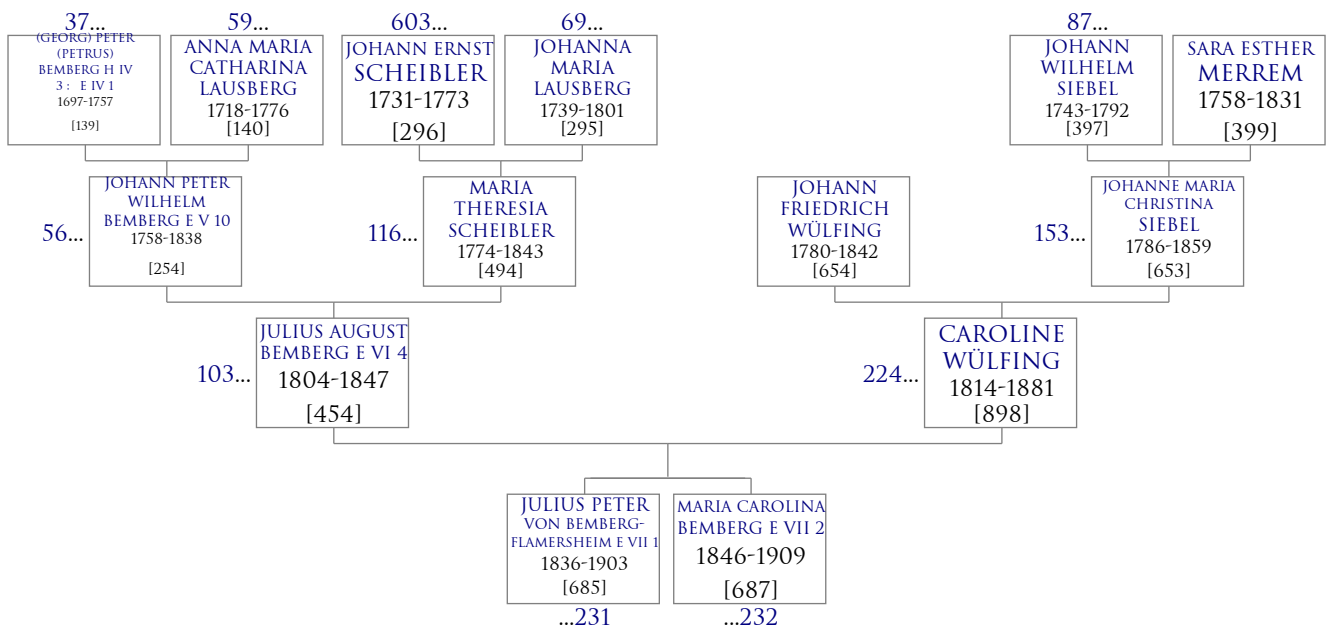 37...
(GEORG) PETER
(PETRUS)
BEMBERG H IV
3 : E IV 1
1697-1757
[139]
59...
ANNA MARIA
CATHARINA
LAUSBERG
1718-1776
[140]
603...
JOHANN ERNST
SCHEIBLER
1731-1773
[296]
69...
JOHANNA
MARIA
LAUSBERG
1739-1801
[295]
87...
JOHANN
WILHELM
SIEBEL
1743-1792
[397]
SARA ESTHER
MERREM
1758-1831
[399]
56...
JOHANN PETER
WILHELM
BEMBERG E V 10
1758-1838
[254]
116...
MARIA
THERESIA
SCHEIBLER
1774-1843
[494]
JOHANN
FRIEDRICH
WÜLFING
1780-1842
[654]
153...
JOHANNE MARIA
CHRISTINA
SIEBEL
1786-1859
[653]
103...
JULIUS AUGUST
BEMBERG E VI 4
1804-1847
[454]
224...
CAROLINE
WÜLFING
1814-1881
[898]
JULIUS PETER
VON BEMBERG-
FLAMERSHEIM E VII 1
1836-1903
[685]
...231
MARIA CAROLINA
BEMBERG E VII 2
1846-1909
[687]
...232